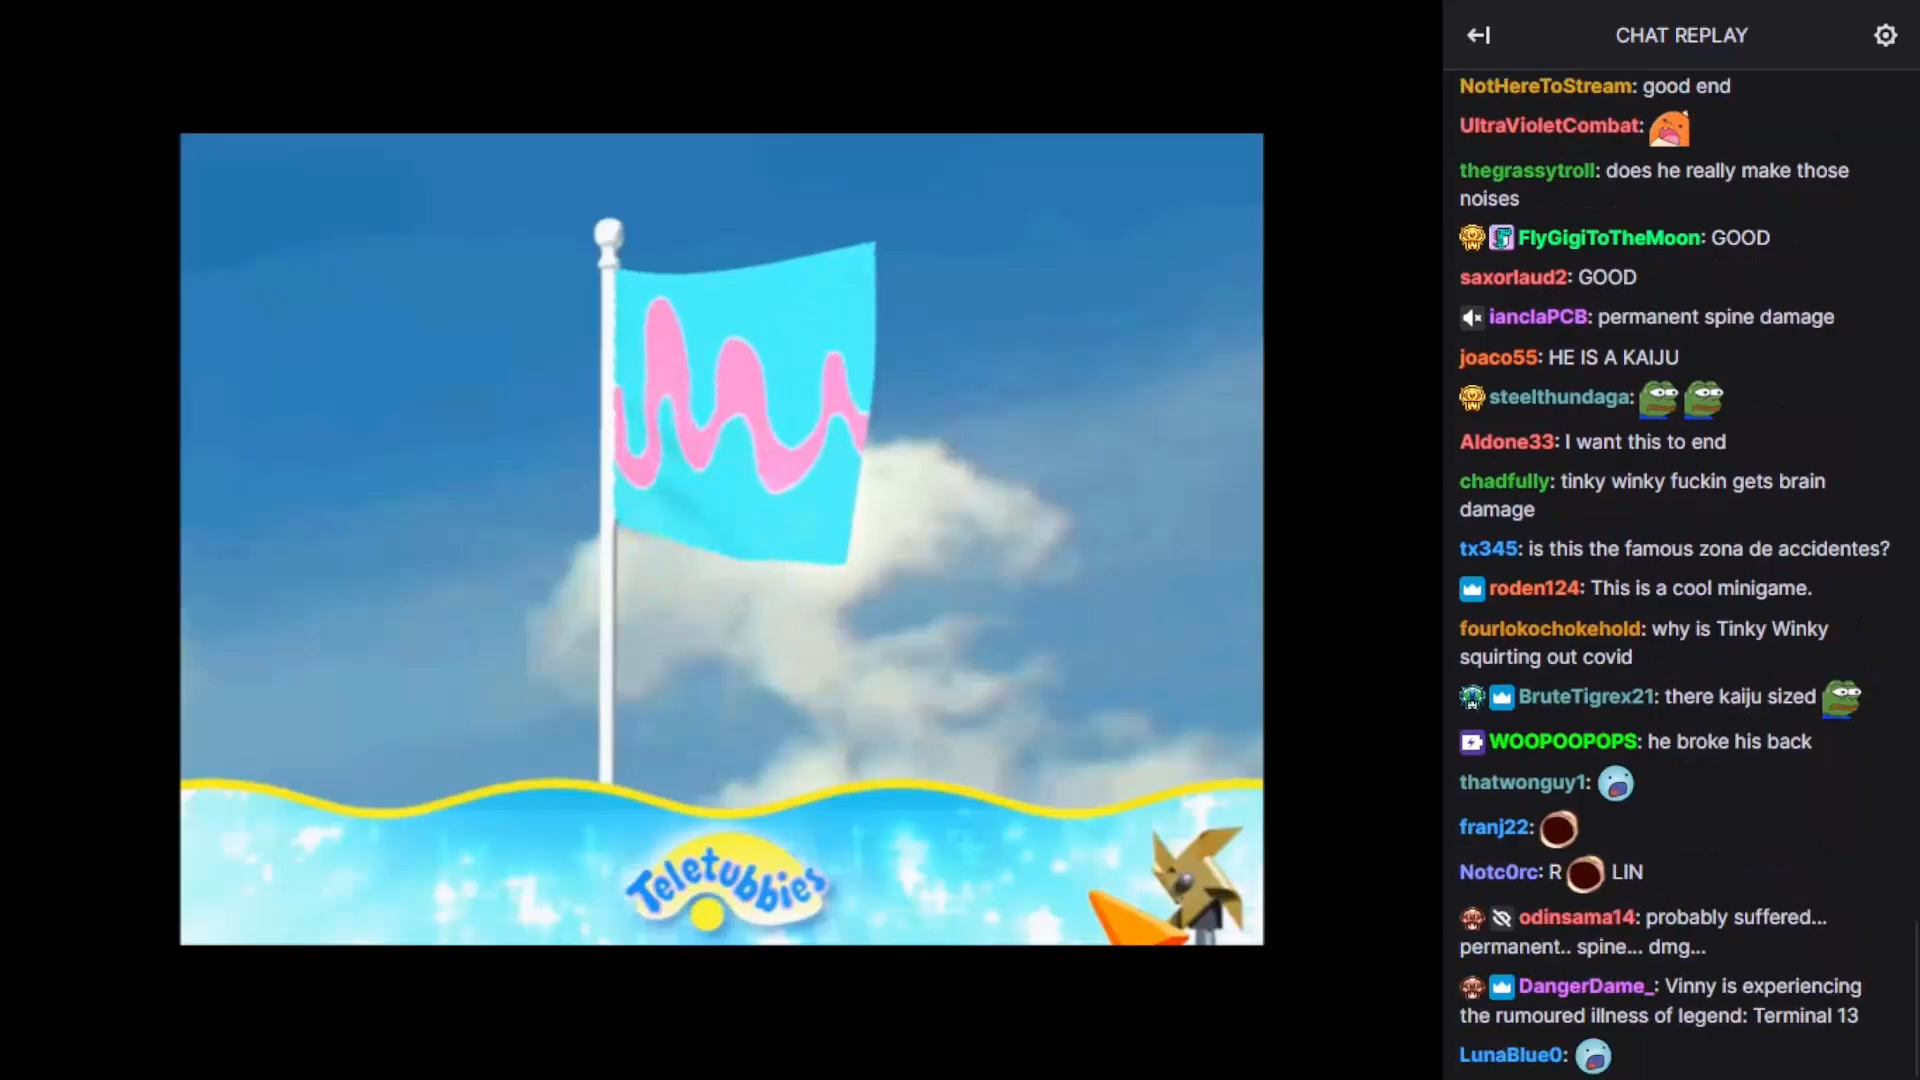 CHAT REPLAY
NotHereToStream: good end
UltraVioletCombat:
thegrassytroll: does he really make those
noises
FlyGigiToTheMoon: GOOD
saxorlaud2: GOOD
ianclaPCB: permanent spine damage
joaco55: HE IS A KAIJU
steelthundaga:
Aldone33: I want this to end
chadfully: tinky winky fuckin gets brain
damage
tx345: is this the famous zona de accidentes?
roden124: This is a cool minigame.
fourlokochokehold: why is Tinky Winky
squirting out covid
BruteTigrex21: there kaiju sized
WOOPOOPOPS: he broke his back
thatwonguy1:
franj22:
Notc0rc: R LIN
odinsama14: probably suffered...
permanent.. spine... dmg...
DangerDame_: Vinny is experiencing
the rumoured illness of legend: Terminal 13
LunaBlue0:
Teletubbies